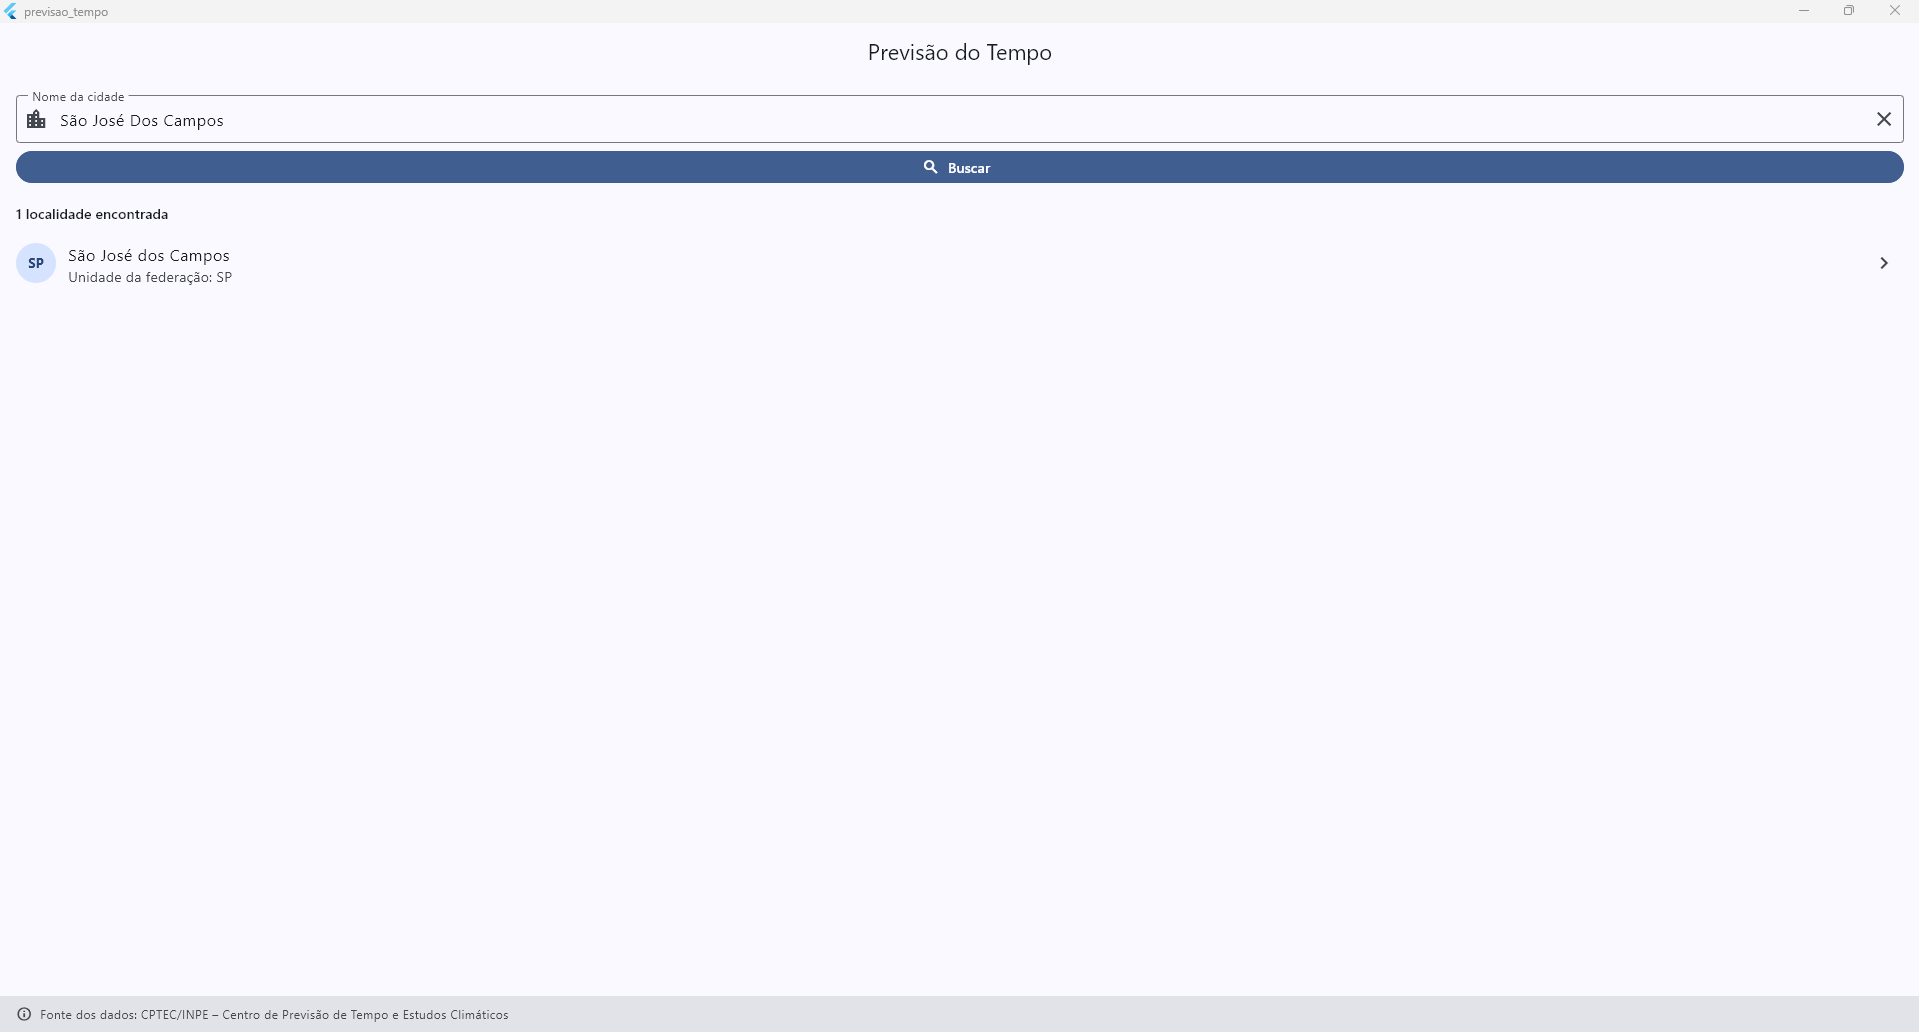 previsao_tempo
Previsão do Tempo
Nome da cidade
São José Dos Campos
Buscar
1 localidade encontrada
SP
São José dos Campos
Unidade da federação: SP
Fonte dos dados: CPTEC/INPE – Centro de Previsão de Tempo e Estudos Climáticos